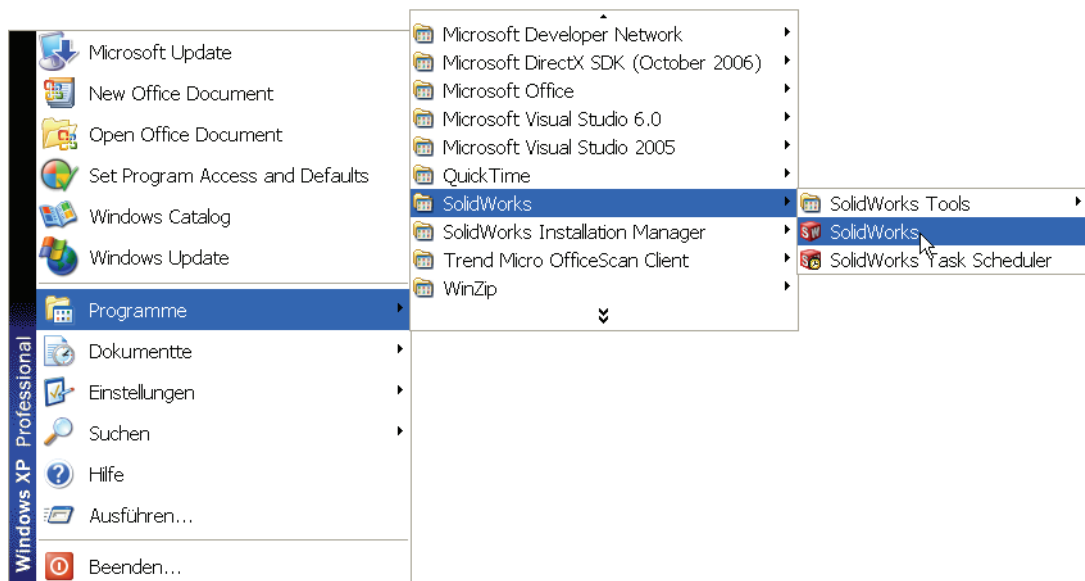 Microsoft Update
New Office Document
Open Office Document
Set Program Access and Defaults
Windows Catalog
Windows Update
Programme
Dokumentte
Einstellungen
Suchen
Hilfe
Ausführen...
Beenden...
Windows XP Professional
Microsoft Developer Network
Microsoft DirectX SDK (October 2006)
Microsoft Office
Microsoft Visual Studio 6.0
Microsoft Visual Studio 2005
QuickTime
SolidWorks
SolidWorks Installation Manager
Trend Micro OfficeScan Client
WinZip
SolidWorks Tools
SolidWorks
SolidWorks Task Scheduler